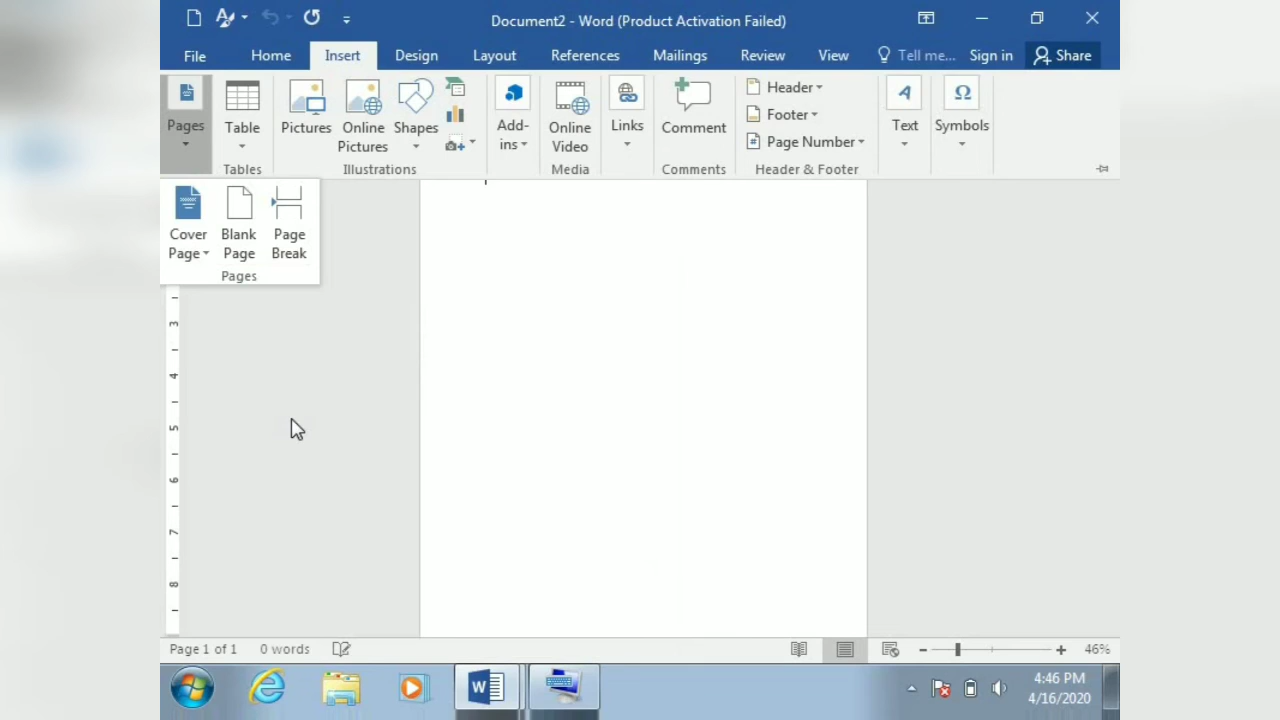 Document2 - Word (Product Activation Failed)
File Home Insert Design Layout References Mailings Review View Tell me... Sign in Share
Pages
Table
Pictures
Online
Pictures
Shapes
Add-
ins
Online
Video
Links
Comment
Header
Footer
Page Number
Text
Symbols
Tables Illustrations Media Comments Header & Footer
Cover
Page
Blank
Page
Page
Break
Pages
3
4
5
6
7
8
Page 1 of 1 0 words 46%
4:46 PM
4/16/2020